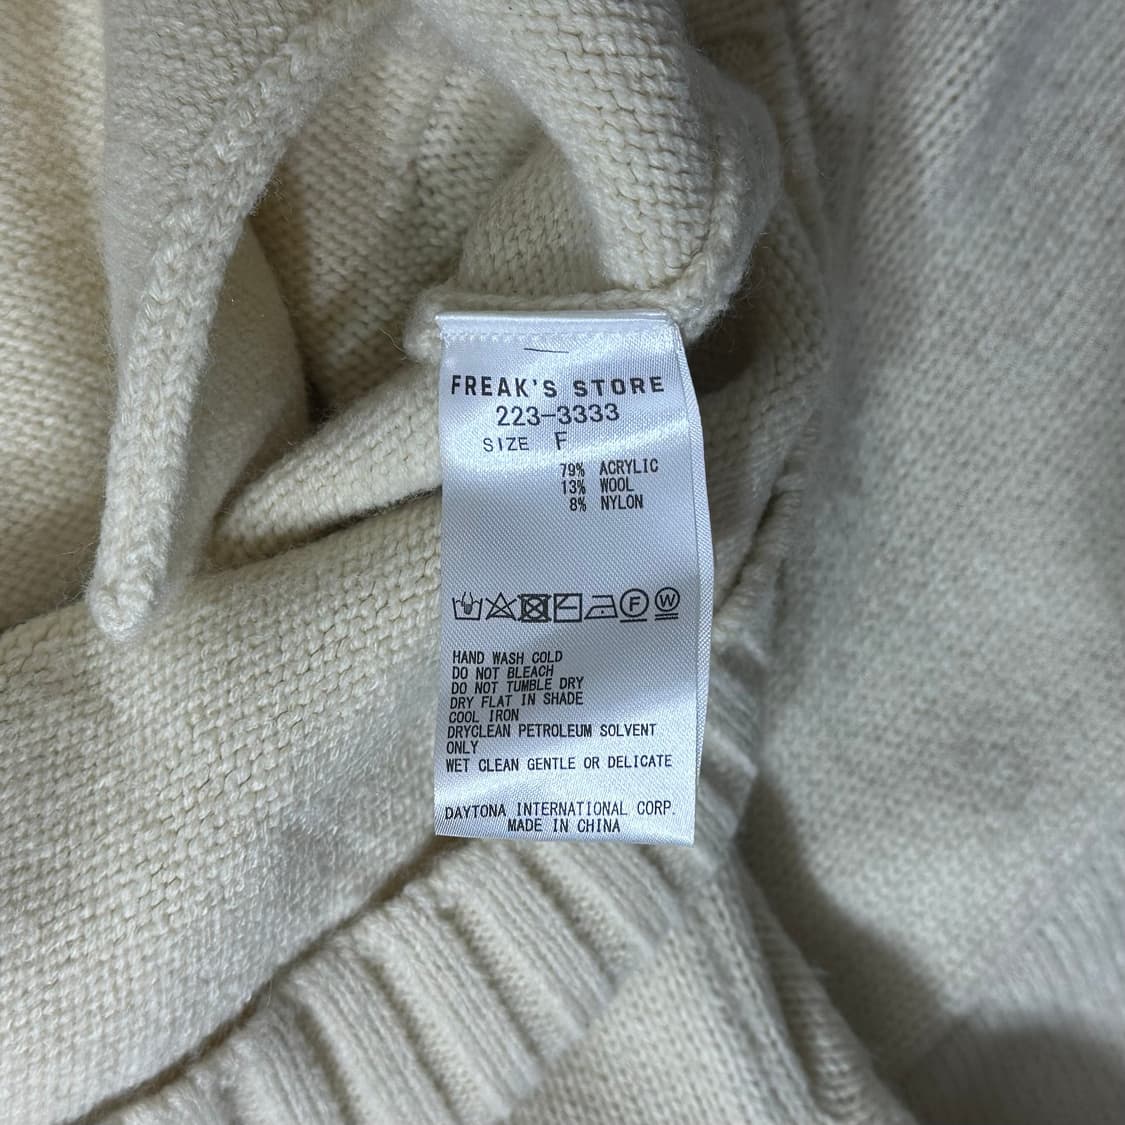 FREAK'S STORE
223-3333
SIZE F
79% ACRYLIC
13% WOOL
8% NYLON
F W
HAND WASH COLD
DO NOT BLEACH
DO NOT TUMBLE DRY
DRY FLAT IN SHADE
COOL IRON
DRYCLEAN PETROLEUM SOLVENT
ONLY
WET CLEAN GENTLE OR DELICATE
DAYTONA INTERNATIONAL CORP.
MADE IN CHINA